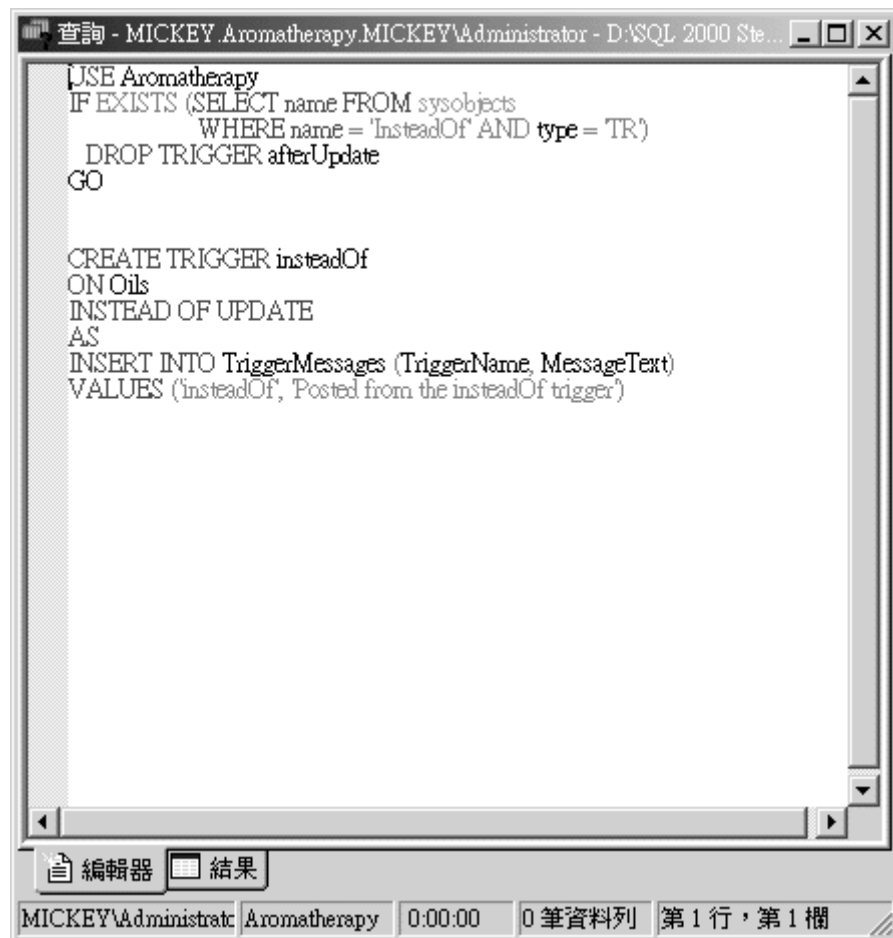 查詢 - MICKEY.Aromatherapy.MICKEY\Administrator - D:\SQL 2000 Ste...
USE Aromatherapy
IF EXISTS (SELECT name FROM sysobjects
WHERE name = 'InsteadOf' AND type = 'TR')
DROP TRIGGER afterUpdate
GO
CREATE TRIGGER insteadOf
ON Oils
INSTEAD OF UPDATE
AS
INSERT INTO TriggerMessages (TriggerName, MessageText)
VALUES ('insteadOf', 'Posted from the insteadOf trigger')
編輯器 結果
MICKEY\Administratc Aromatherapy 0:00:00 0 筆資料列 第 1 行，第 1 欄